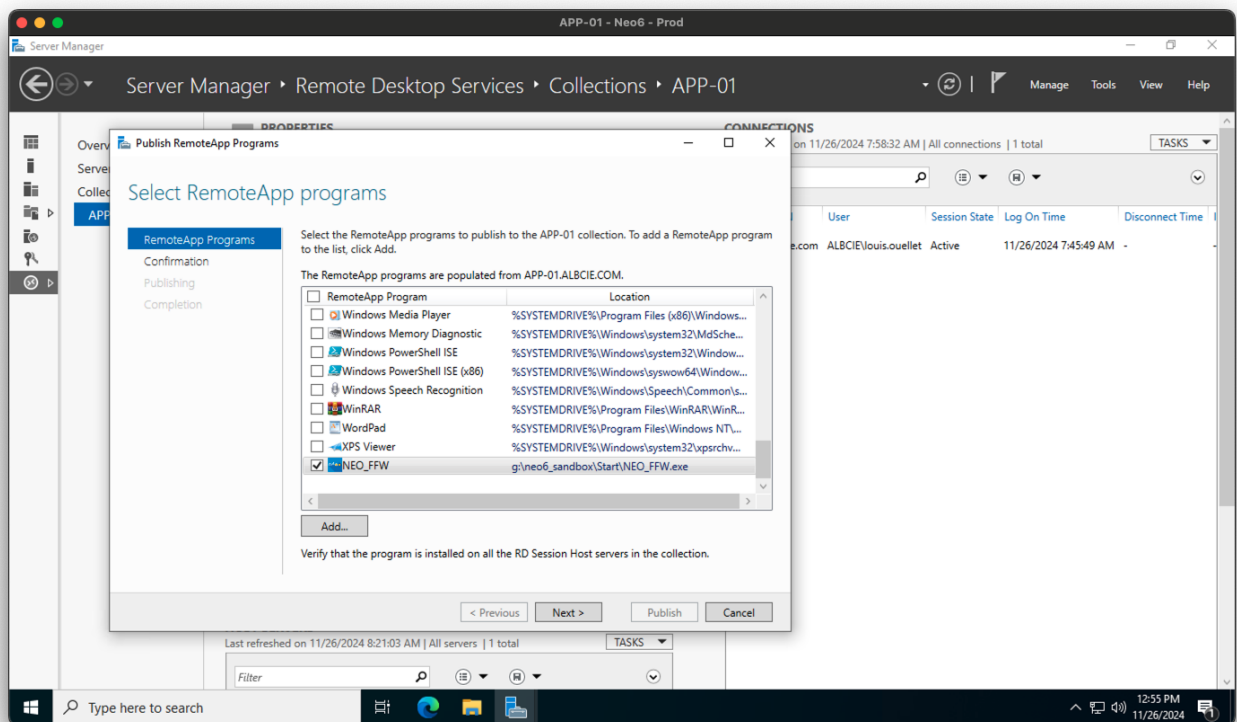 APP-01 - Neo6 - Prod
Server Manager
Server Manager ‣ Remote Desktop Services ‣ Collections ‣ APP-01
Manage Tools View Help
PROPERTIES
CONNECTIONS
on 11/26/2024 7:58:32 AM | All connections | 1 total
TASKS
Overv
Server
Collec
APP
User Session State Log On Time Disconnect Time
e.com ALBCIE\louis.ouellet Active 11/26/2024 7:45:49 AM -
Publish RemoteApp Programs
Select RemoteApp programs
RemoteApp Programs
Confirmation
Publishing
Completion
Select the RemoteApp programs to publish to the APP-01 collection. To add a RemoteApp program
to the list, click Add.
The RemoteApp programs are populated from APP-01.ALBCIE.COM.
RemoteApp Program Location
Windows Media Player %SYSTEMDRIVE%\Program Files (x86)\Windows...
Windows Memory Diagnostic %SYSTEMDRIVE%\Windows\system32\MdSche...
Windows PowerShell ISE %SYSTEMDRIVE%\Windows\system32\Window...
Windows PowerShell ISE (x86) %SYSTEMDRIVE%\Windows\syswow64\Window...
Windows Speech Recognition %SYSTEMDRIVE%\Windows\Speech\Common\s...
WinRAR %SYSTEMDRIVE%\Program Files\WinRAR\WinR...
WordPad %SYSTEMDRIVE%\Program Files\Windows NT\...
XPS Viewer %SYSTEMDRIVE%\Windows\system32\xpsrchv...
NEO_FFW g:\neo6_sandbox\Start\NEO_FFW.exe
Add...
Verify that the program is installed on all the RD Session Host servers in the collection.
< Previous Next > Publish Cancel
Last refreshed on 11/26/2024 8:21:03 AM | All servers | 1 total
TASKS
Filter
Type here to search
12:55 PM
11/26/2024
1